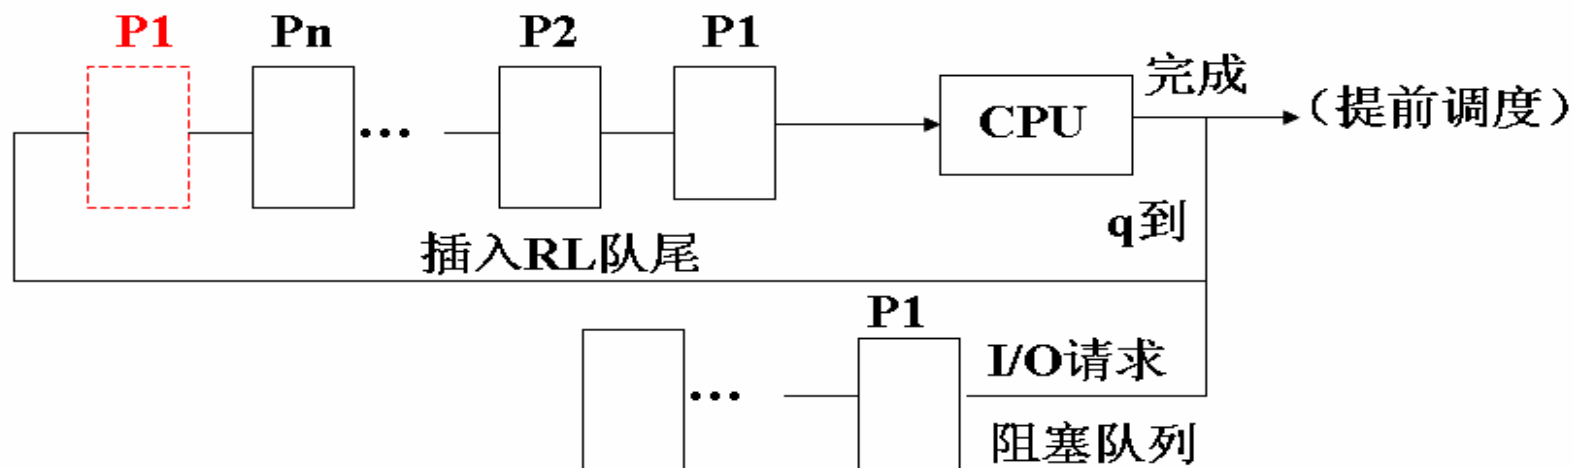 P1 Pn P2 P1
完成
CPU
（提前调度）
...
q到
插入RL队尾
P1
I/O请求
...
阻塞队列